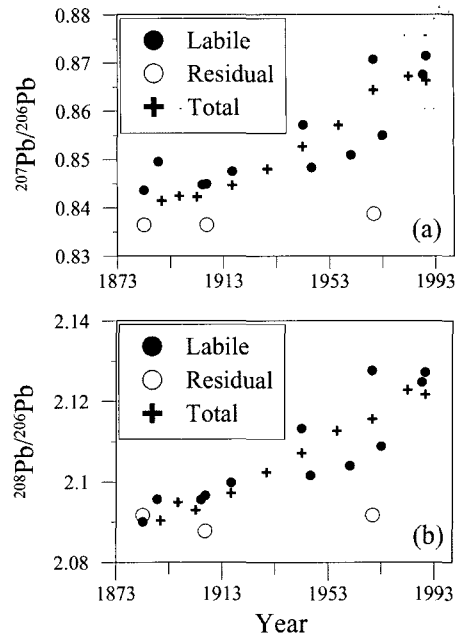 0.88
0.87
0.86
0.85
0.84
0.83
207Pb/206Pb
Labile
Residual
Total
(a)
1873 1913 1953 1993
2.14
2.12
2.1
2.08
208Pb/206Pb
Labile
Residual
Total
(b)
1873 1913 1953 1993
Year